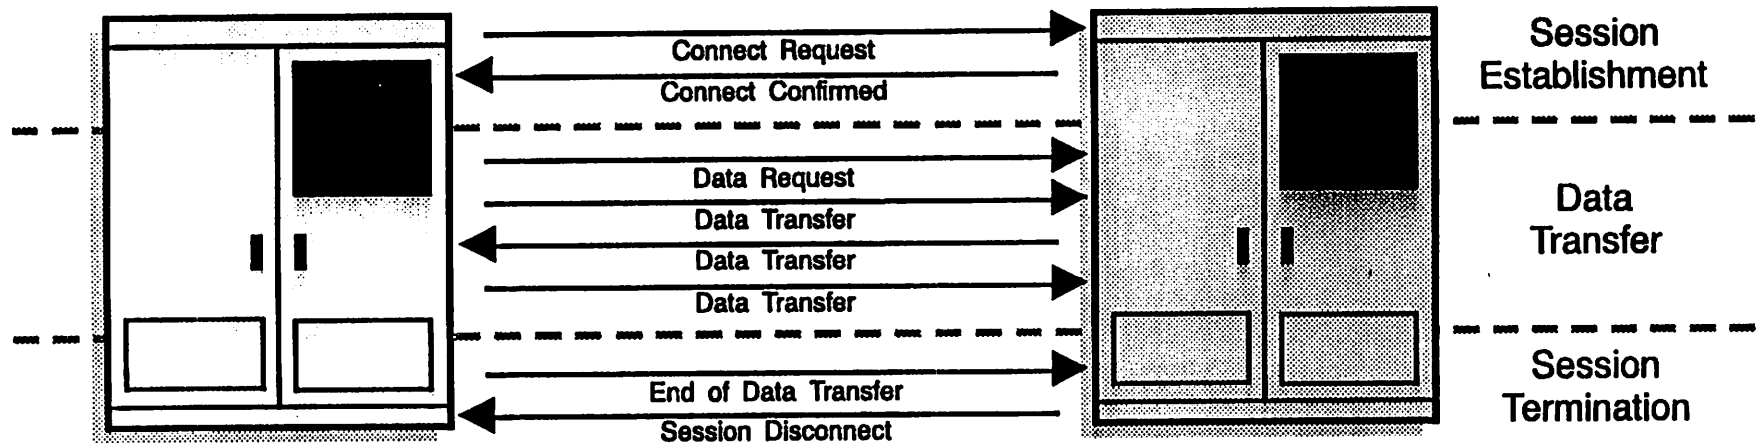 Connect Request
Connect Confirmed
Session
Establishment
Data Request
Data Transfer
Data Transfer
Data Transfer
Data
Transfer
End of Data Transfer
Session Disconnect
Session
Termination